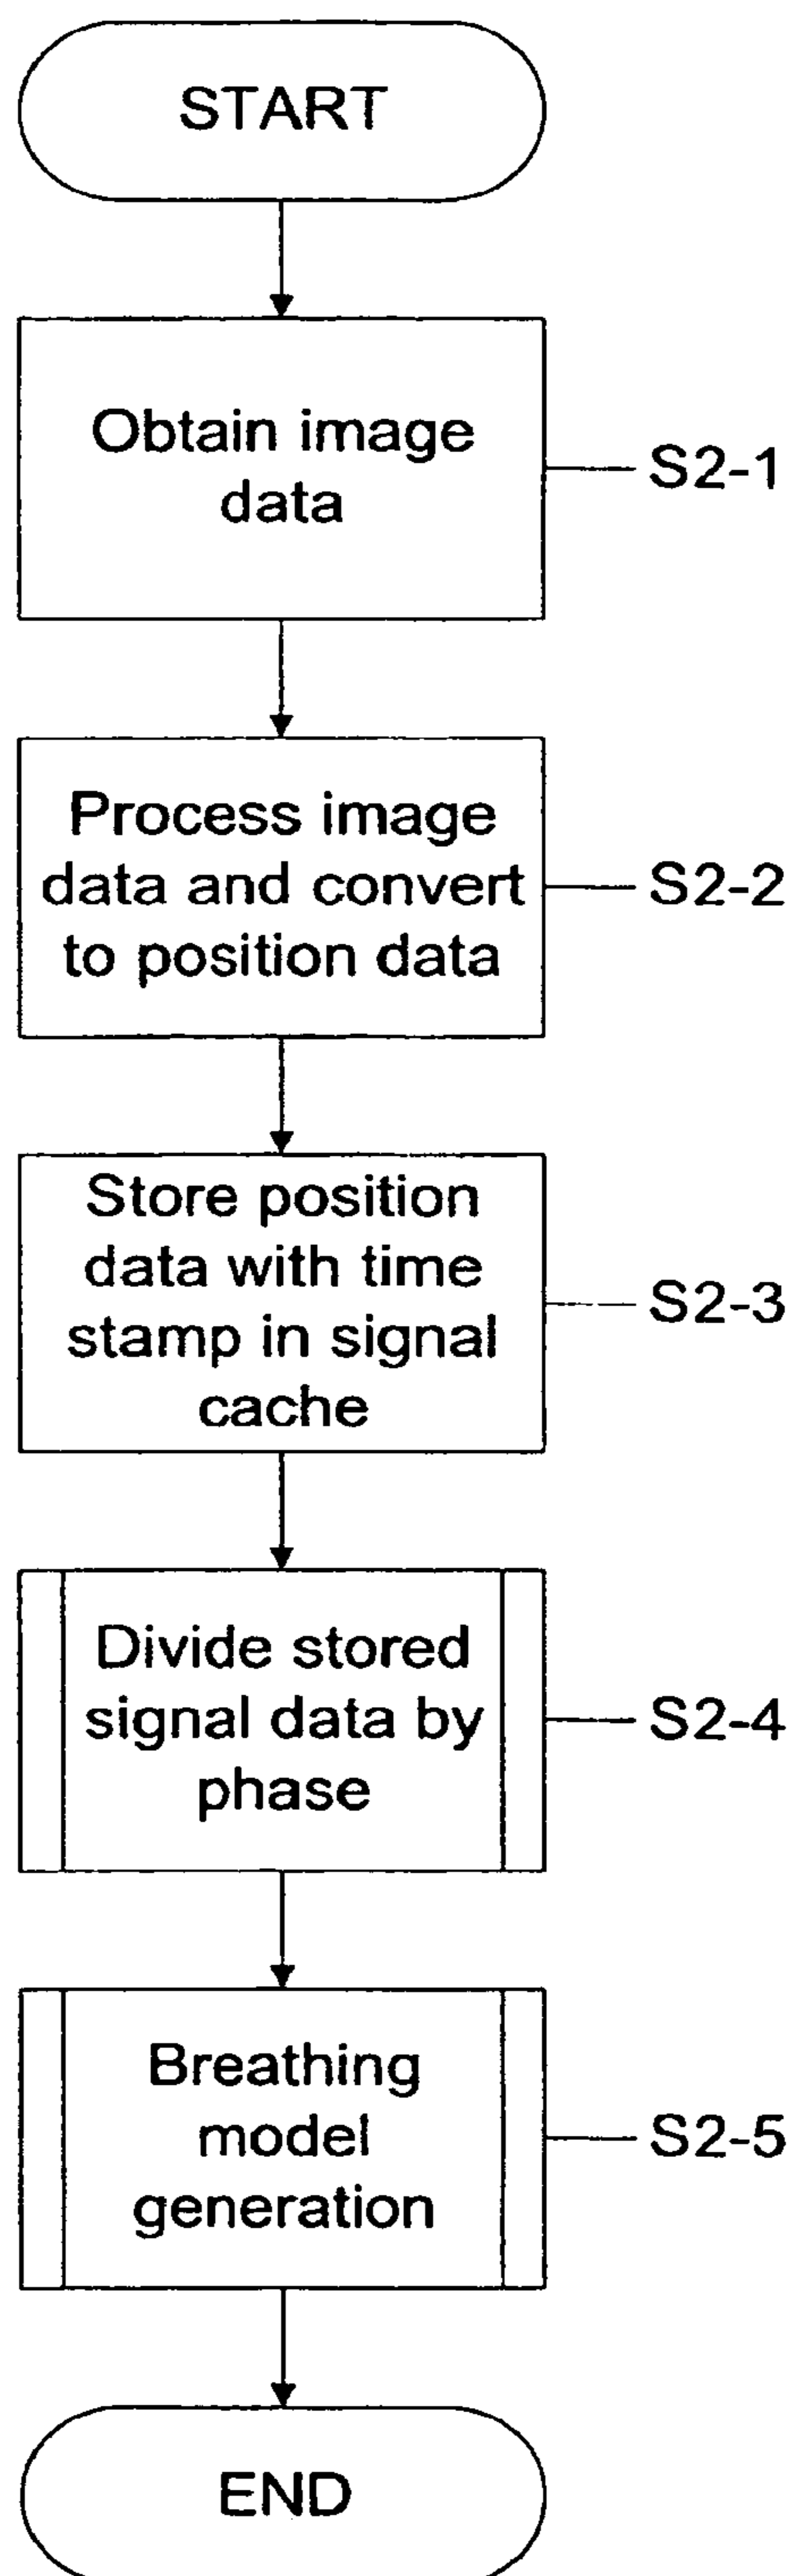 START
Obtain image
data
S2-1
Process image
data and convert
to position data
S2-2
Store position
data with time
stamp in signal
cache
S2-3
Divide stored
signal data by
phase
S2-4
Breathing
model
generation
S2-5
END